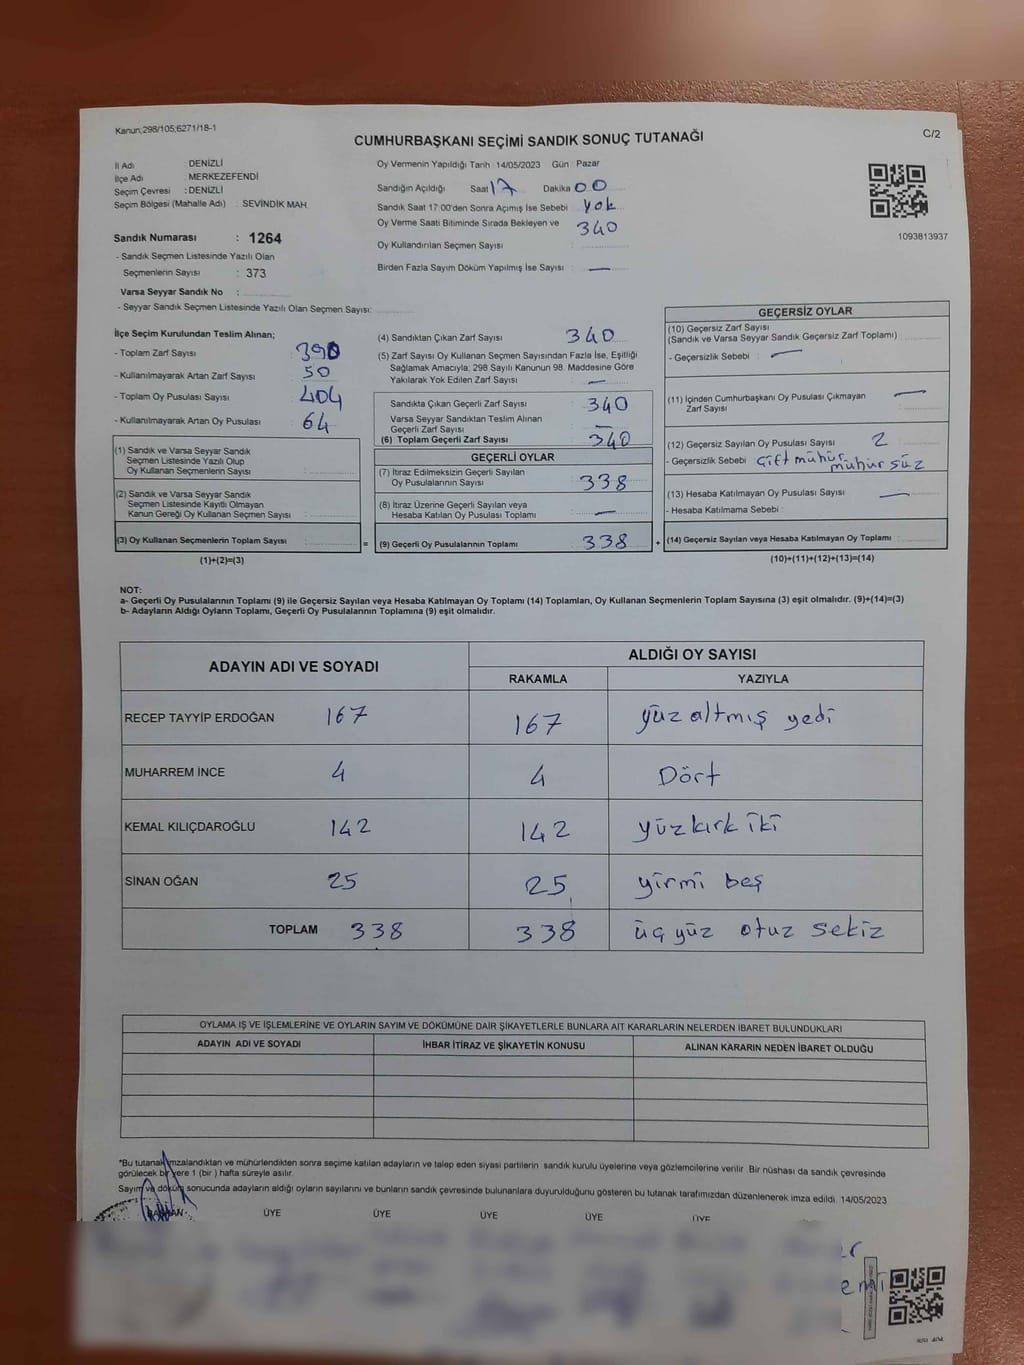 Kanun;298/105;6271/18-1
CUMHURBAŞKANI SEÇİMİ SANDIK SONUÇ TUTANAĞI
C/2
İl Adı : DENİZLİ
İlçe Adı : MERKEZEFENDİ
Seçim Çevresi : DENİZLİ
Seçim Bölgesi (Mahalle Adı) : SEVİNDİK MAH.
Sandık Numarası : 1264
- Sandık Seçmen Listesinde Yazılı Olan
Seçmenlerin Sayısı : 373
Varsa Seyyar Sandık No :
- Seyyar Sandık Seçmen Listesinde Yazılı Olan Seçmen Sayısı:
Oy Vermenin Yapıldığı Tarih : 14/05/2023 Gün : Pazar
Sandığın Açıldığı Saat 17 Dakika 00
Sandık Saat 17:00'den Sonra Açımış İse Sebebi : yok
Oy Verme Saati Bitiminde Sırada Bekleyen ve 340
Oy Kullandırılan Seçmen Sayısı :
Birden Fazla Sayım Döküm Yapılmış İse Sayısı : —
1093813937
İlçe Seçim Kurulundan Teslim Alınan;
- Toplam Zarf Sayısı : 390
- Kullanılmayarak Artan Zarf Sayısı : 50
- Toplam Oy Pusulası Sayısı : 404
- Kullanılmayarak Artan Oy Pusulası : 64
(1) Sandık ve Varsa Seyyar Sandık
Seçmen Listesinde Yazılı Olup
Oy Kullanan Seçmenlerin Sayısı :
(2) Sandık ve Varsa Seyyar Sandık
Seçmen Listesinde Kayıtlı Olmayan
Kanun Gereği Oy Kullanan Seçmen Sayısı :
(3) Oy Kullanan Seçmenlerin Toplam Sayısı :
(1)+(2)=(3)
=
(4) Sandıktan Çıkan Zarf Sayısı : 340
(5) Zarf Sayısı Oy Kullanan Seçmen Sayısından Fazla İse, Eşitliği
Sağlamak Amacıyla; 298 Sayılı Kanunun 98. Maddesine Göre
Yakılarak Yok Edilen Zarf Sayısı : —
Sandıkta Çıkan Geçerli Zarf Sayısı : 340
Varsa Seyyar Sandıktan Teslim Alınan
Geçerli Zarf Sayısı : —
(6) Toplam Geçerli Zarf Sayısı : 340
GEÇERLİ OYLAR
(7) İtiraz Edilmeksizin Geçerli Sayılan
Oy Pusulalarının Sayısı : 338
(8) İtiraz Üzerine Geçerli Sayılan veya
Hesaba Katılan Oy Pusulası Toplamı : —
(9) Geçerli Oy Pusulalarının Toplamı : 338
+
GEÇERSİZ OYLAR
(10) Geçersiz Zarf Sayısı
(Sandık ve Varsa Seyyar Sandık Geçersiz Zarf Toplamı) :
- Geçersizlik Sebebi : —
(11) İçinden Cumhurbaşkanı Oy Pusulası Çıkmayan —
Zarf Sayısı
(12) Geçersiz Sayılan Oy Pusulası Sayısı : 2
- Geçersizlik Sebebi : çift mühür mühür süz
(13) Hesaba Katılmayan Oy Pusulası Sayısı : —
- Hesaba Katılmama Sebebi :
(14) Geçersiz Sayılan veya Hesaba Katılmayan Oy Toplamı :
(10)+(11)+(12)+(13)=(14)
NOT:
a- Geçerli Oy Pusulalarının Toplamı (9) ile Geçersiz Sayılan veya Hesaba Katılmayan Oy Toplamı (14) Toplamları, Oy Kullanan Seçmenlerin Toplam Sayısına (3) eşit olmalıdır. (9)+(14)=(3)
b- Adayların Aldığı Oyların Toplamı, Geçerli Oy Pusulalarının Toplamına (9) eşit olmalıdır.
ADAYIN ADI VE SOYADI
ALDIĞI OY SAYISI
RAKAMLA YAZIYLA
RECEP TAYYİP ERDOĞAN 167 167 yüz altmış yedi
MUHARREM İNCE 4 4 Dört
KEMAL KILIÇDAROĞLU 142 142 yüz kırk iki
SİNAN OĞAN 25 25 yirmi beş
TOPLAM 338 338 üç yüz otuz sekiz
OYLAMA İŞ VE İŞLEMLERİNE VE OYLARIN SAYIM VE DÖKÜMÜNE DAİR ŞİKAYETLERLE BUNLARA AİT KARARLARIN NELERDEN İBARET BULUNDUKLARI
ADAYIN ADI VE SOYADI İHBAR İTİRAZ VE ŞİKAYETİN KONUSU ALINAN KARARIN NEDEN İBARET OLDUĞU
*Bu tutanak imzalandıktan ve mühürlendikten sonra seçime katılan adayların ve talep eden siyasi partilerin sandık kurulu üyelerine veya gözlemcilerine verilir. Bir nüshası da sandık çevresinde
görülecek bir yere 1 (bir ) hafta süreyle asılır.
Sayım ve döküm sonucunda adayların aldığı oyların sayılarını ve bunların sandık çevresinde bulunanlara duyurulduğunu gösteren bu tutanak tarafımızdan düzenlenerek imza edildi. 14/05/2023
BAŞKAN ÜYE ÜYE ÜYE ÜYE ÜYE